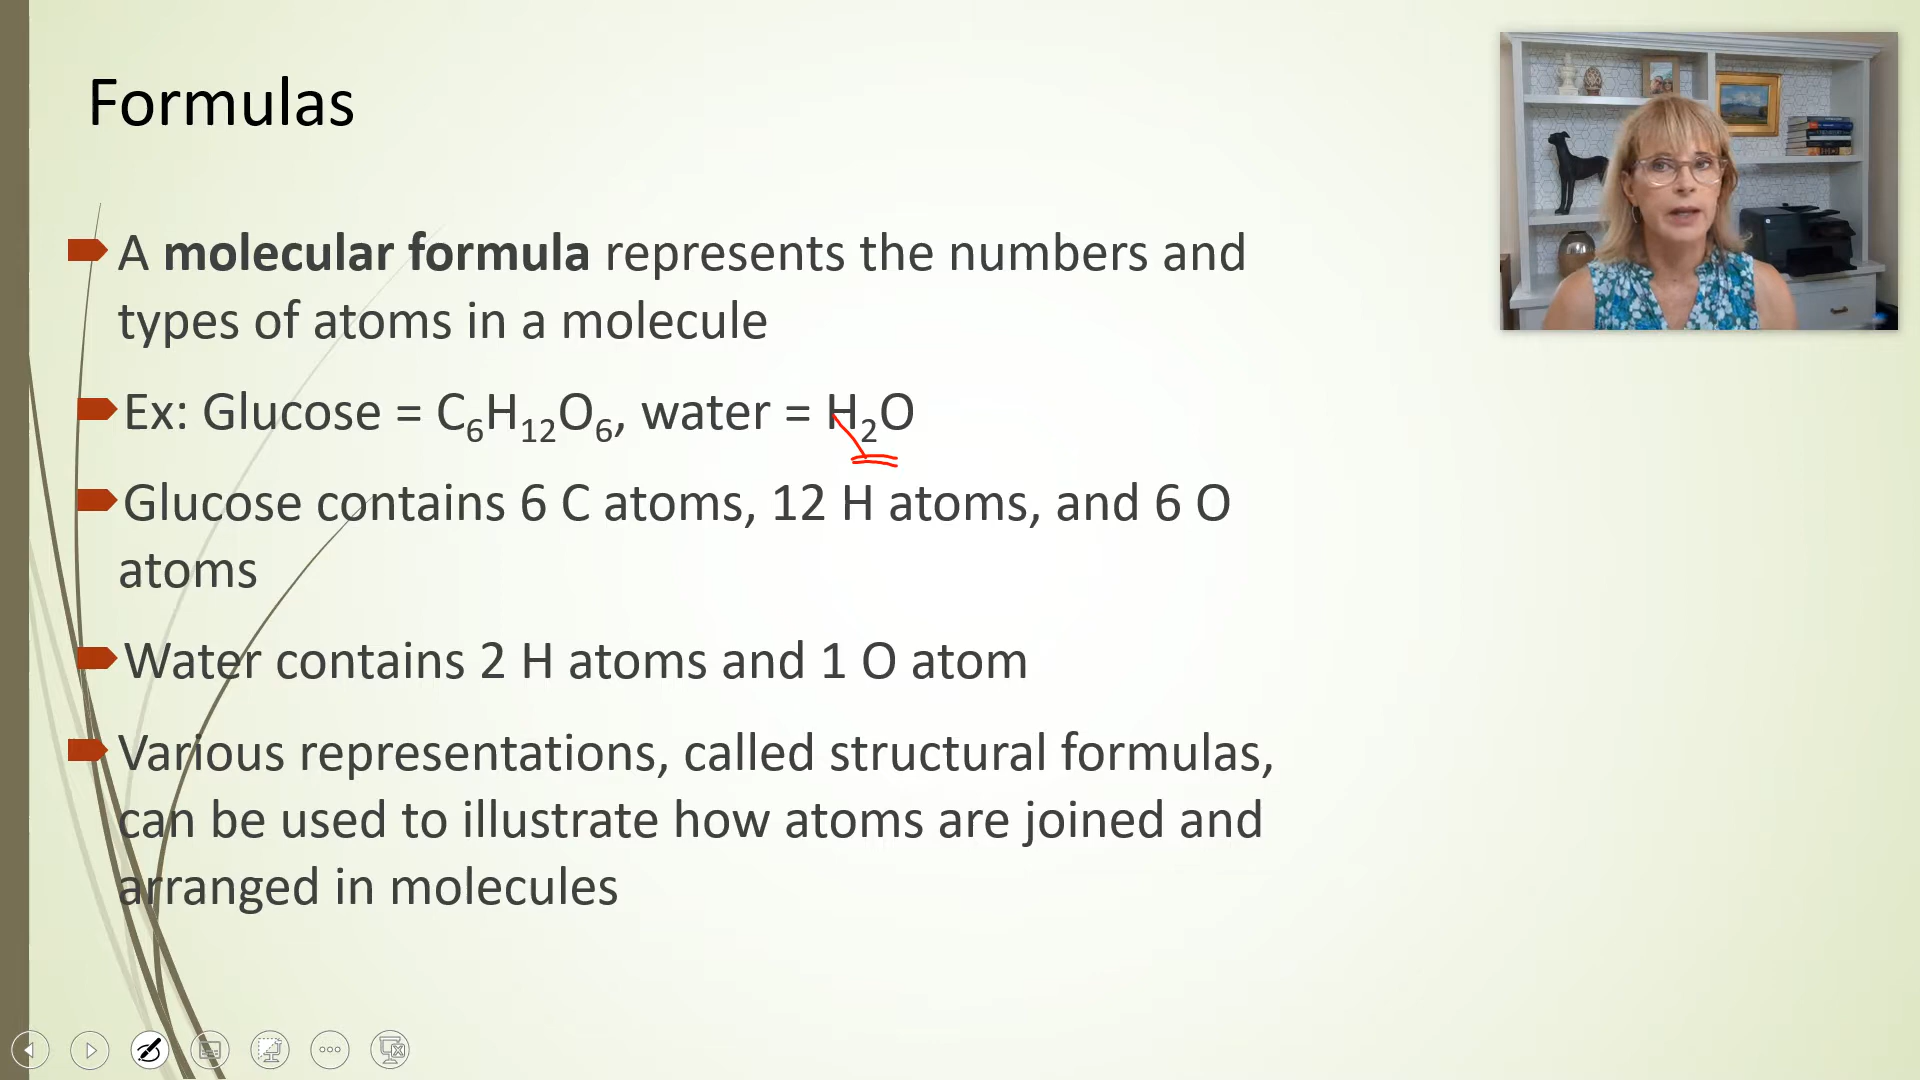 Formulas
A molecular formula represents the numbers and
types of atoms in a molecule
Ex: Glucose = C₆H₁₂O₆, water = H₂O
Glucose contains 6 C atoms, 12 H atoms, and 6 O
atoms
Water contains 2 H atoms and 1 O atom
Various representations, called structural formulas,
can be used to illustrate how atoms are joined and
arranged in molecules